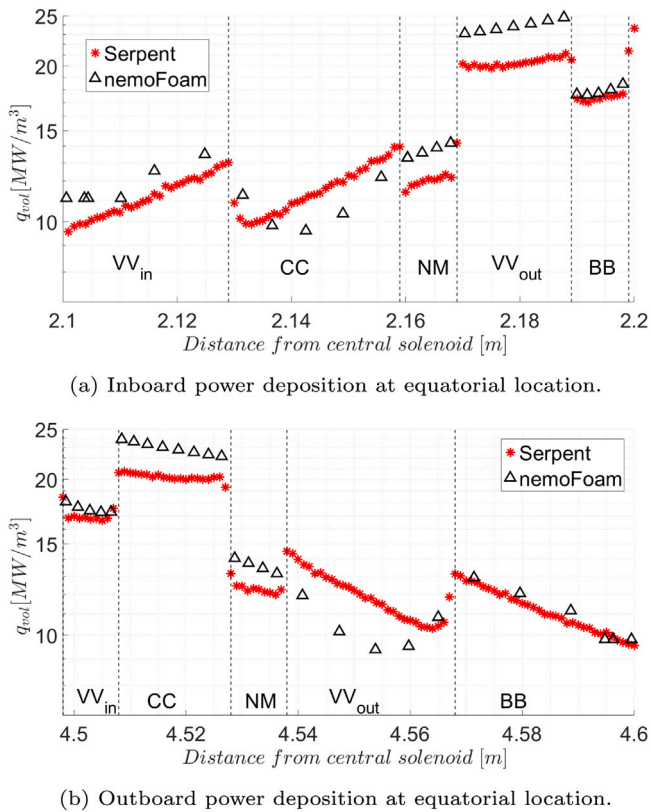 25
20
15
10
q_vol[MW/m^3]
Serpent
nemoFoam
VV_in
CC
NM
VV_out
BB
2.1 2.12 2.14 2.16 2.18 2.2
Distance from central solenoid [m]
(a) Inboard power deposition at equatorial location.
25
20
15
10
q_vol[MW/m^3]
Serpent
nemoFoam
VV_in
CC
NM
VV_out
BB
4.5 4.52 4.54 4.56 4.58 4.6
Distance from central solenoid [m]
(b) Outboard power deposition at equatorial location.